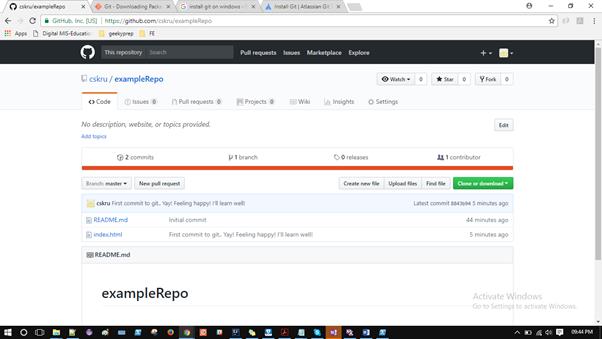 cskru/exampleRepo
Git - Downloading Packa
install git on windows -
Install Git | Atlassian Git
GitHub, Inc. [US]
https://github.com/cskru/exampleRepo
Apps
Bookmarks
Digital MIS-Education
geekyprep
FE
This repository
Search
Pull requests
Issues
Marketplace
Explore
cskru / exampleRepo
Watch
0
Star
0
Fork
0
Code
Issues 0
Pull requests 0
Projects 0
Wiki
Insights
Settings
No description, website, or topics provided.
Edit
Add topics
2 commits
1 branch
0 releases
1 contributor
Branch: master
New pull request
Create new file
Upload files
Find file
Clone or download
cskru First commit to git.. Yay! Feeling happy! I'll learn well!
Latest commit 8843b94 5 minutes ago
README.md
Initial commit
44 minutes ago
index.html
First commit to git.. Yay! Feeling happy! I'll learn well!
5 minutes ago
README.md
exampleRepo
Activate Windows
Go to Settings to activate Windows.
09:44 PM